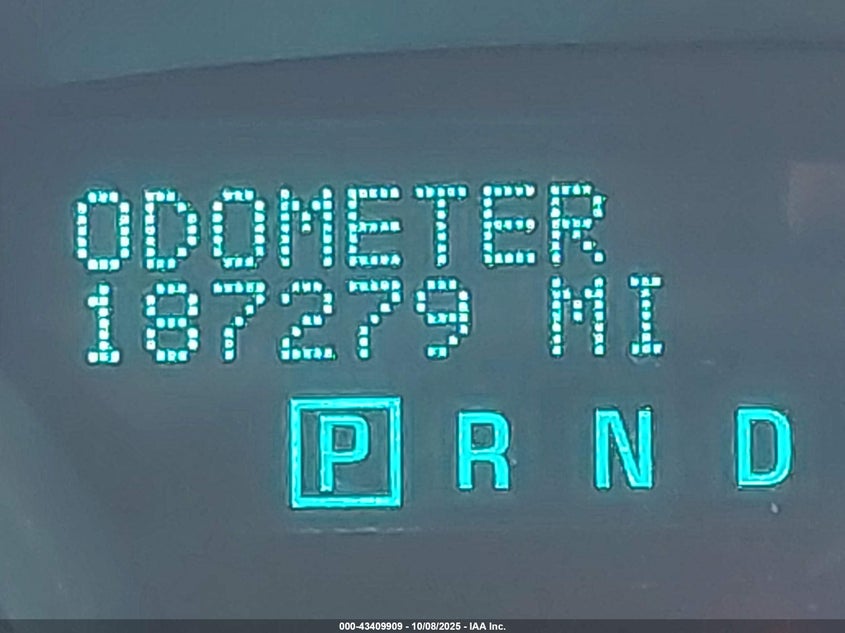 ODOMETER
187279 MI
P R N D
000-43409909 - 10/08/2025 - IAA Inc.